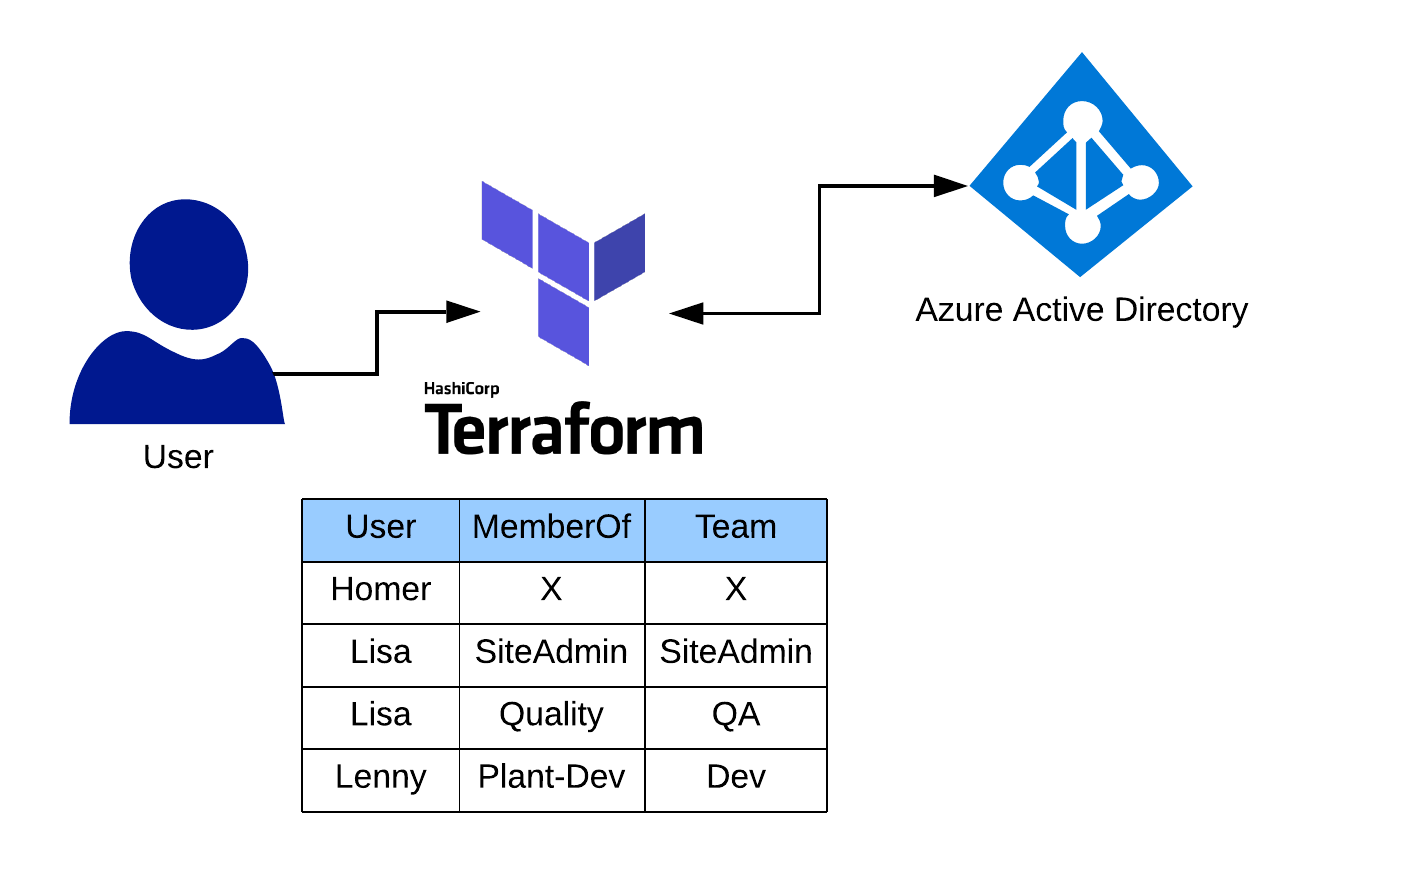 Azure Active Directory
HashiCorp
Terraform
User
User MemberOf Team
Homer X X
Lisa SiteAdmin SiteAdmin
Lisa Quality QA
Lenny Plant-Dev Dev